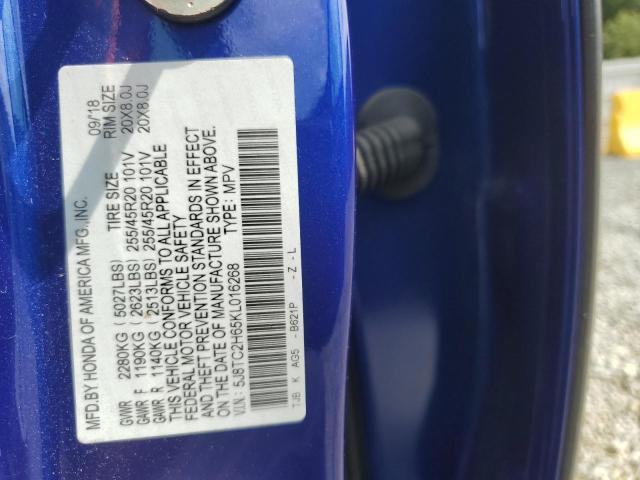 MFD.BY HONDA OF AMERICA MFG.,INC. 09/18
TIRE SIZE RIM SIZE
GVWR 2280KG (5027LBS)
GAWR F 1190KG (2623LBS) 255/45R20 101V 20X8.0J
GAWR R 1140KG (2513LBS) 255/45R20 101V 20X8.0J
THIS VEHICLE CONFORMS TO ALL APPLICABLE
FEDERAL MOTOR VEHICLE SAFETY
AND THEFT PREVENTION STANDARDS IN EFFECT
ON THE DATE OF MANUFACTURE SHOWN ABOVE.
V.I.N.: 5J8TC2H65KL016268 TYPE: MPV
TJB K AG5 - B621P - Z - L